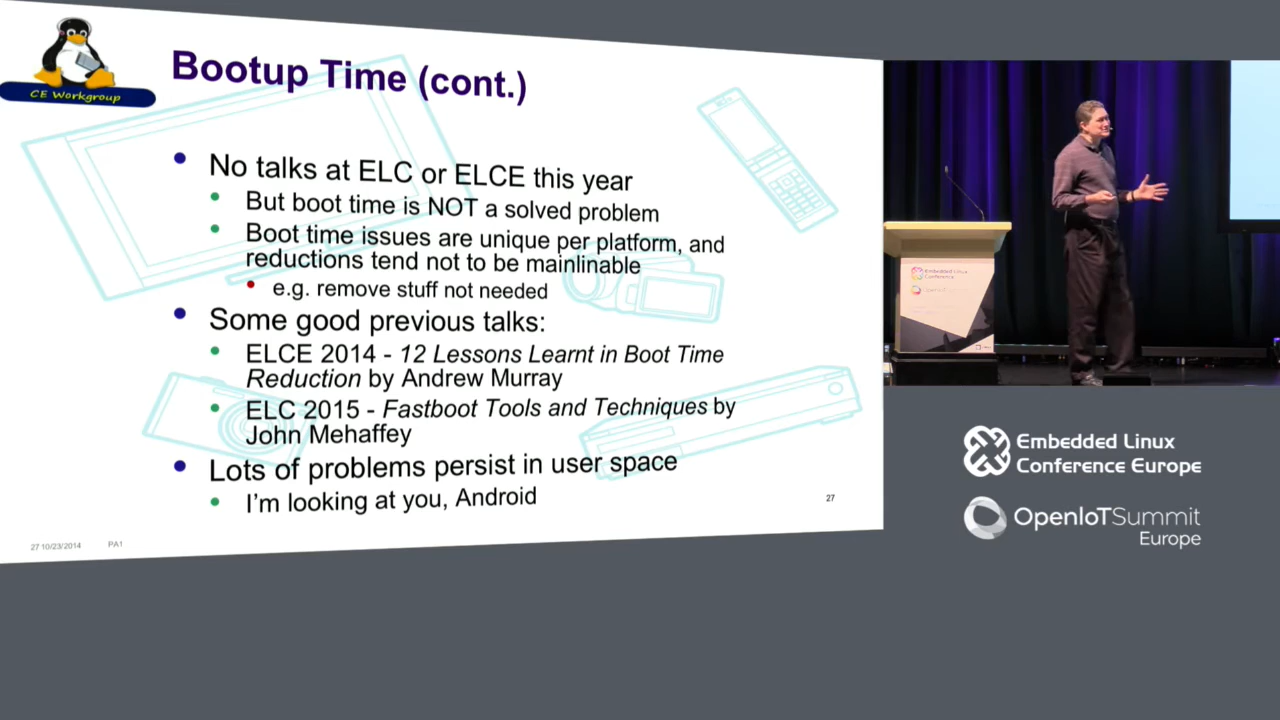 CE Workgroup
Bootup Time (cont.)
No talks at ELC or ELCE this year
But boot time is NOT a solved problem
Boot time issues are unique per platform, and
reductions tend not to be mainlinable
e.g. remove stuff not needed
Some good previous talks:
ELCE 2014 - 12 Lessons Learnt in Boot Time
Reduction by Andrew Murray
ELC 2015 - Fastboot Tools and Techniques by
John Mehaffey
Lots of problems persist in user space
I'm looking at you, Android
27
27 10/23/2014 PA1
Embedded Linux
Conference
Embedded Linux
Conference Europe
OpenIoTSummit
Europe